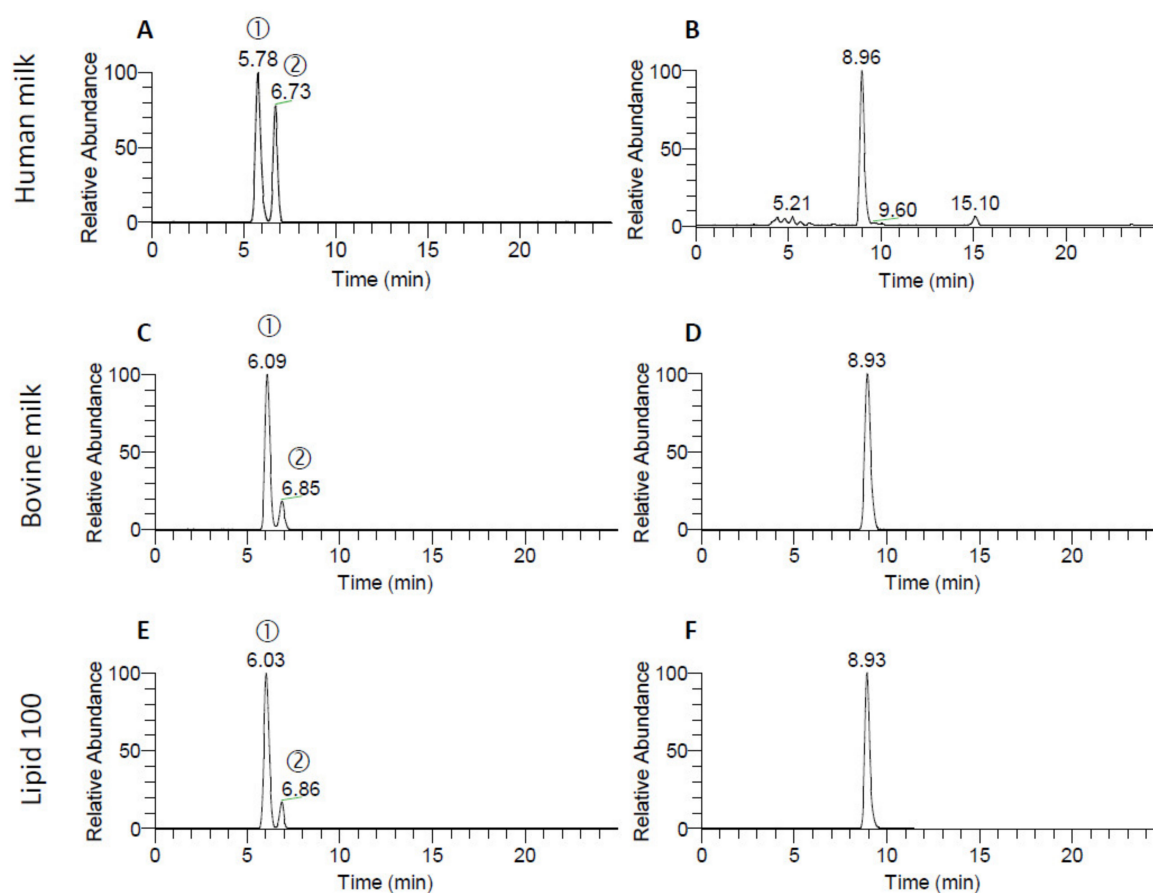 Human milk
A
①
5.78
②
6.73
100
50
0
Relative Abundance
0 5 10 15 20
Time (min)
B
8.96
5.21
9.60
15.10
100
50
0
Relative Abundance
0 5 10 15 20
Time (min)
Bovine milk
C
①
6.09
②
6.85
100
50
0
Relative Abundance
0 5 10 15 20
Time (min)
D
8.93
100
50
0
Relative Abundance
0 5 10 15 20
Time (min)
Lipid 100
E
①
6.03
②
6.86
100
50
0
Relative Abundance
0 5 10 15 20
Time (min)
F
8.93
100
50
0
Relative Abundance
0 5 10 15 20
Time (min)